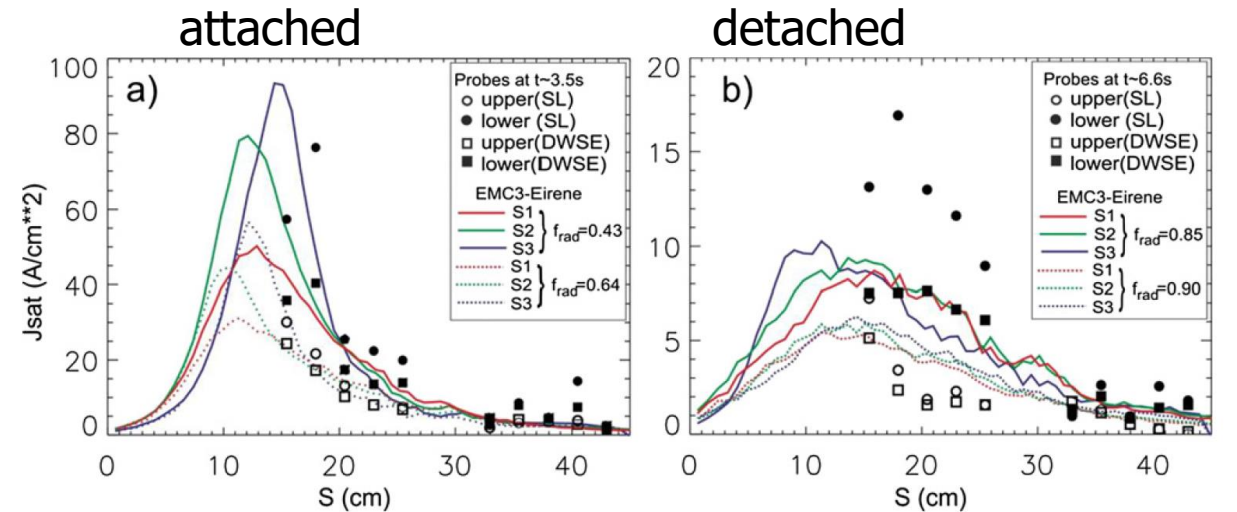 attached
detached
a)
100
80
60
40
20
0
Jsat (A/cm**2)
0
10
20
30
40
S (cm)
Probes at t~3.5s
upper(SL)
lower (SL)
upper(DWSE)
lower(DWSE)
EMC3-Eirene
S1
S2
S3
f_rad=0.43
S1
S2
S3
f_rad=0.64
b)
20
15
10
5
0
0
10
20
30
40
S (cm)
Probes at t~6.6s
upper(SL)
lower (SL)
upper(DWSE)
lower(DWSE)
EMC3-Eirene
S1
S2
S3
f_rad=0.85
S1
S2
S3
f_rad=0.90